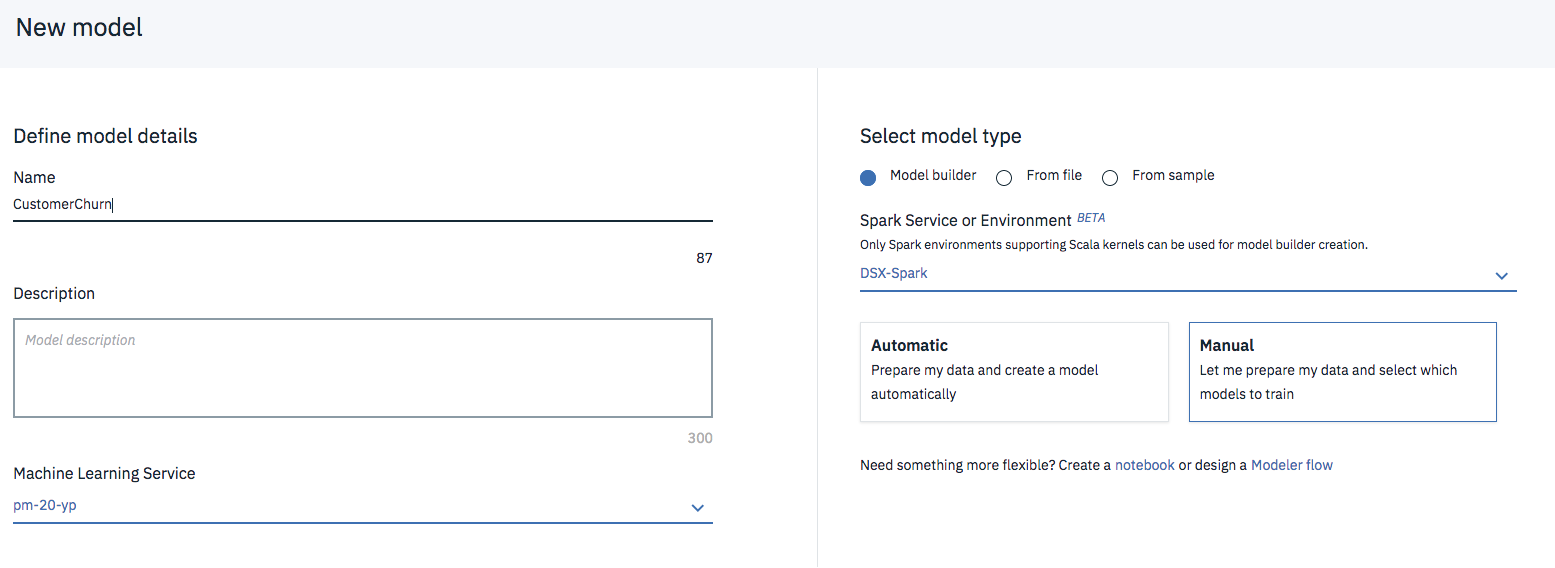 New model
Define model details
Name
CustomerChurn
87
Description
Model description
300
Machine Learning Service
pm-20-yp
Select model type
Model builder
From file
From sample
Spark Service or Environment BETA
Only Spark environments supporting Scala kernels can be used for model builder creation.
DSX-Spark
Automatic
Prepare my data and create a model
automatically
Manual
Let me prepare my data and select which
models to train
Need something more flexible? Create a notebook or design a Modeler flow